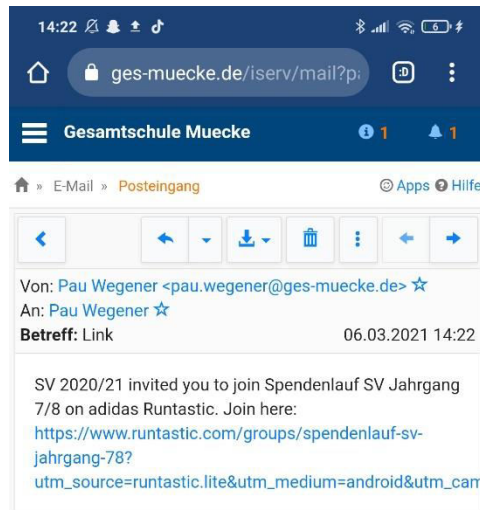 14:22
6
ges-muecke.de/iserv/mail?pa
:D
Gesamtschule Muecke 1 1
» E-Mail » Posteingang Apps Hilfe
Von: Pau Wegener <pau.wegener@ges-muecke.de>
An: Pau Wegener
Betreff: Link 06.03.2021 14:22
SV 2020/21 invited you to join Spendenlauf SV Jahrgang
7/8 on adidas Runtastic. Join here:
https://www.runtastic.com/groups/spendenlauf-sv-
jahrgang-78?
utm_source=runtastic.lite&utm_medium=android&utm_cam